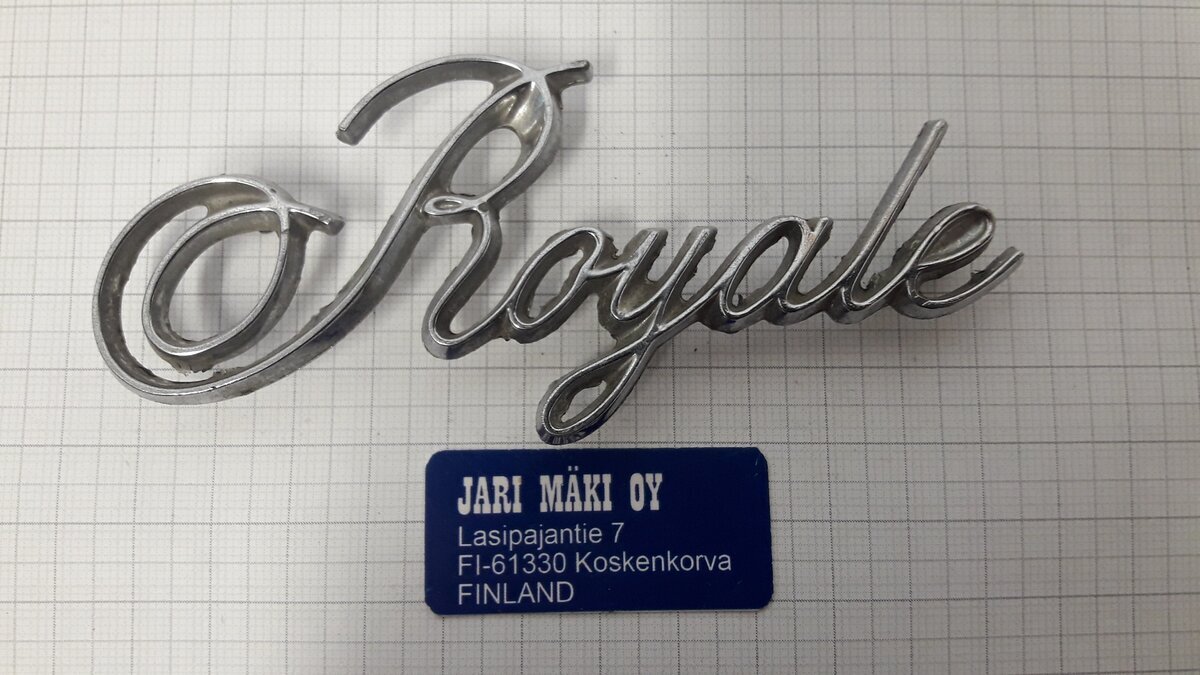 Royale
JARI MÄKI OY
Lasipajantie 7
FI-61330 Koskenkorva
FINLAND